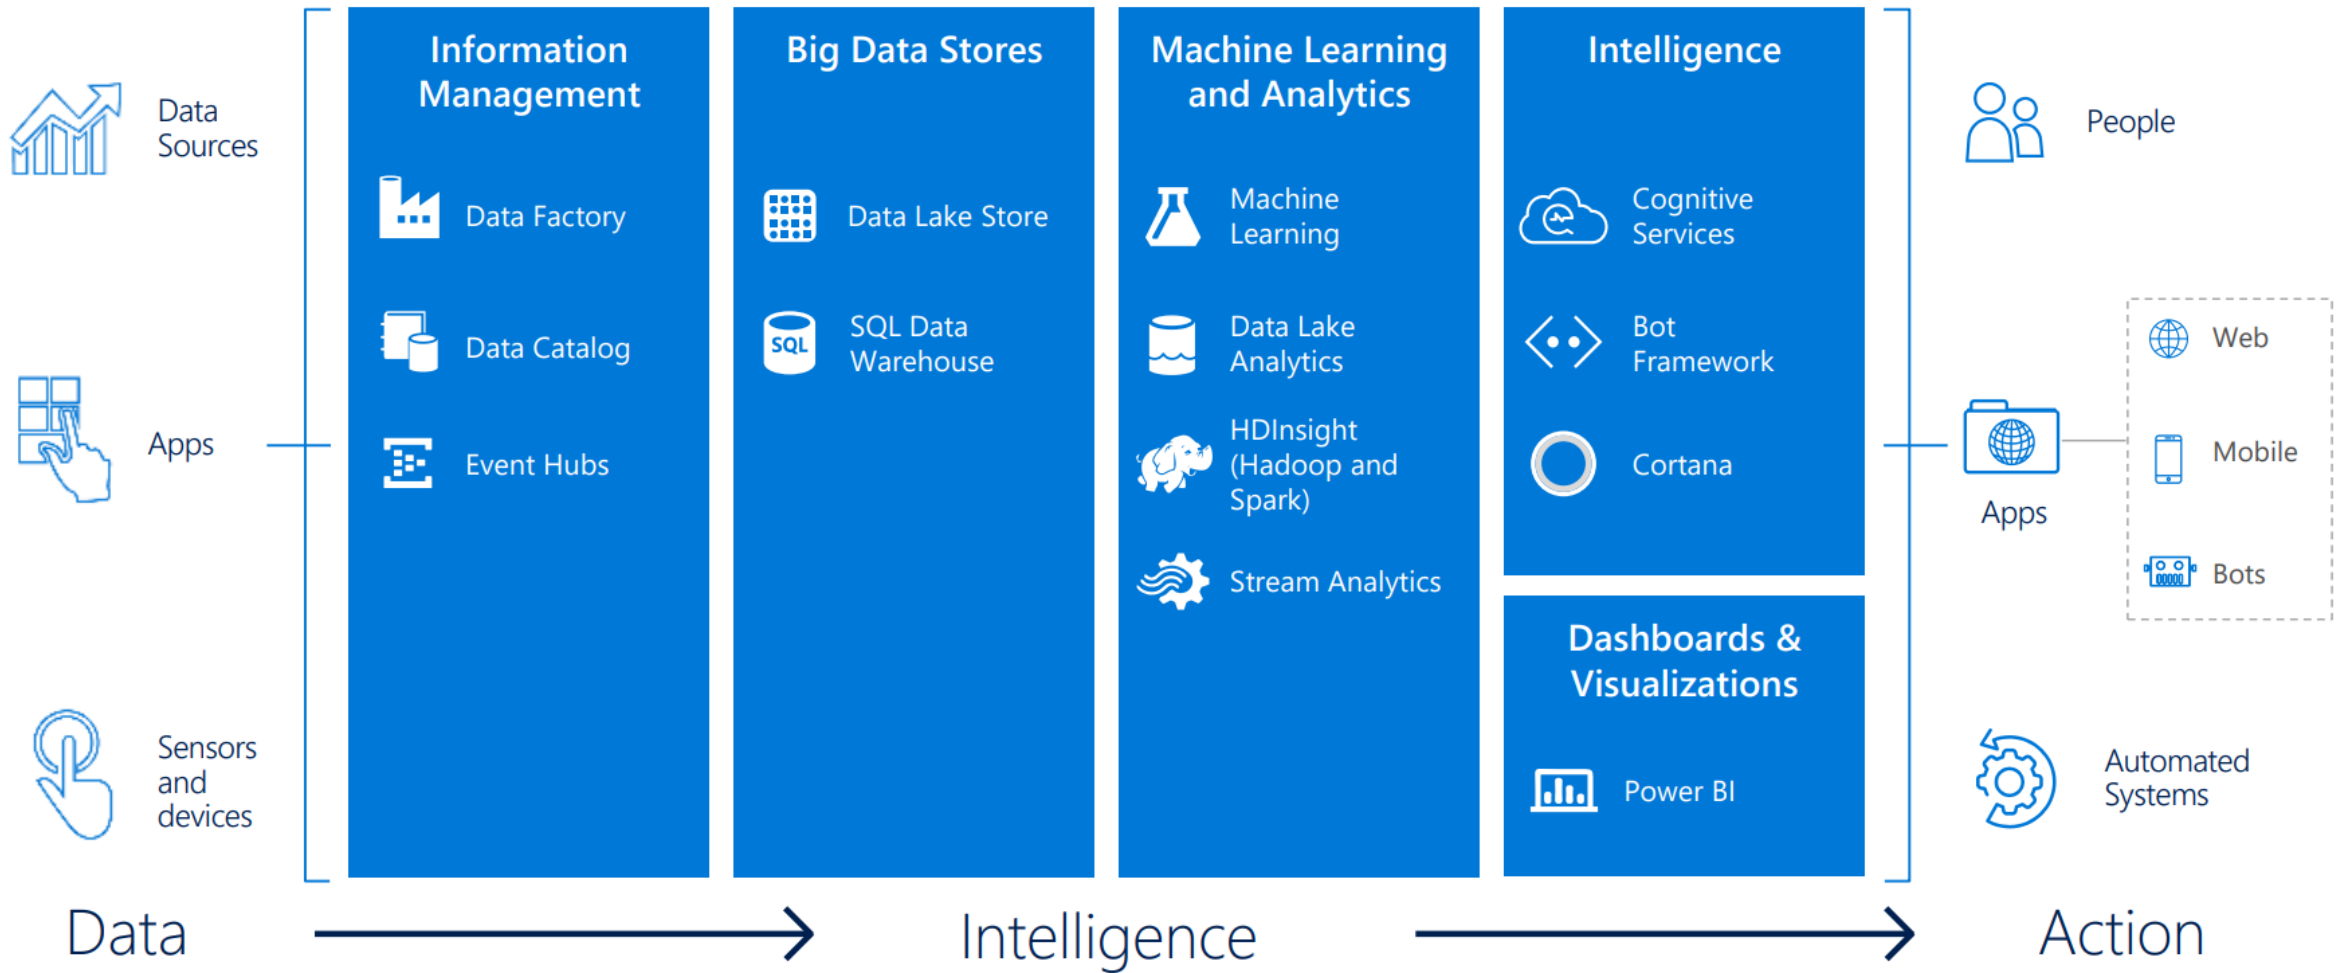 Data
Sources
Apps
Sensors
and
devices
Information
Management
Data Factory
Data Catalog
Event Hubs
Big Data Stores
Data Lake Store
SQL
SQL Data
Warehouse
Machine Learning
and Analytics
Machine
Learning
Data Lake
Analytics
HDInsight
(Hadoop and
Spark)
Stream Analytics
Intelligence
Cognitive
Services
Bot
Framework
Cortana
Dashboards &
Visualizations
Power BI
People
Apps
Web
Mobile
Bots
Automated
Systems
Data
Intelligence
Action